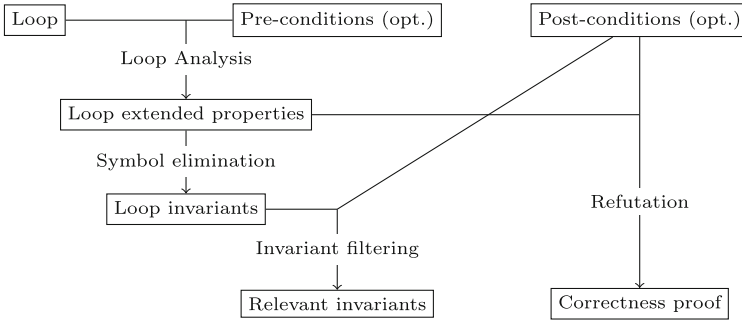 Loop
Pre-conditions (opt.)
Post-conditions (opt.)
Loop Analysis
Loop extended properties
Symbol elimination
Loop invariants
Refutation
Invariant filtering
Relevant invariants
Correctness proof